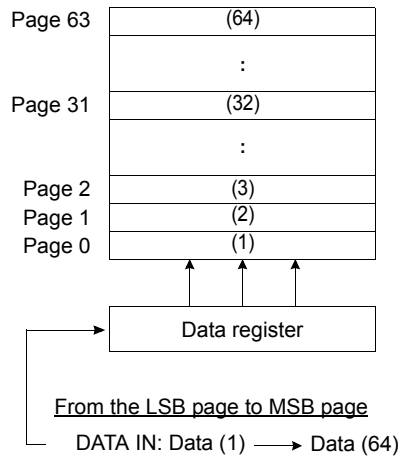 Page 63 (64)
:
Page 31 (32)
:
Page 2 (3)
Page 1 (2)
Page 0 (1)
Data register
From the LSB page to MSB page
DATA IN: Data (1) → Data (64)